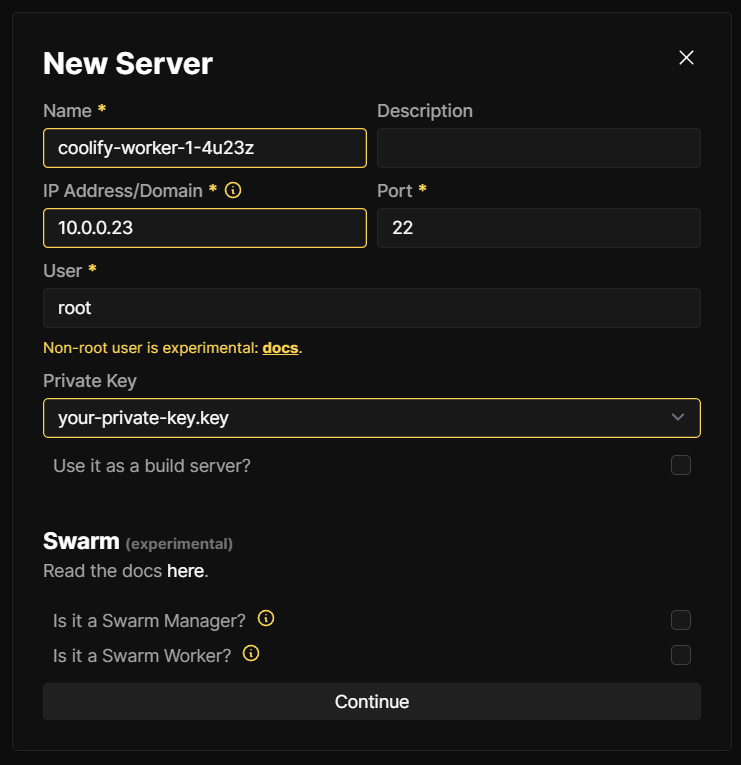 New Server
Name * Description
coolify-worker-1-4u23z
IP Address/Domain * Port *
10.0.0.23 22
User *
root
Non-root user is experimental: docs.
Private Key
your-private-key.key
Use it as a build server?
Swarm (experimental)
Read the docs here.
Is it a Swarm Manager?
Is it a Swarm Worker?
Continue